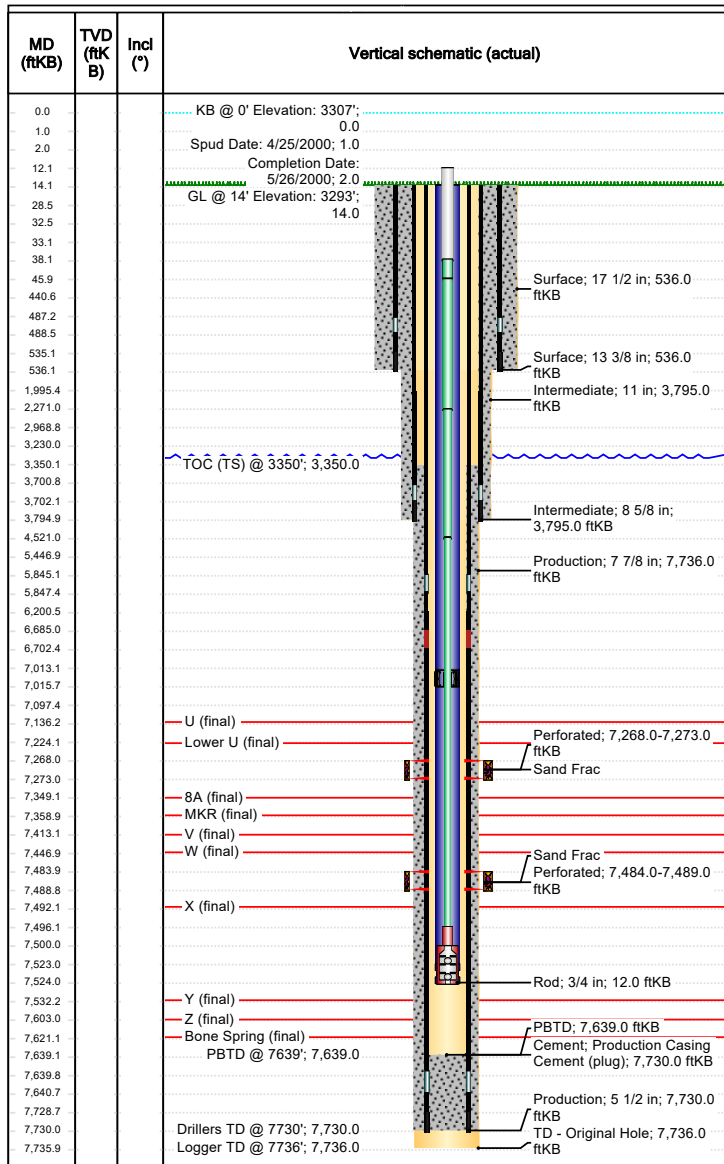 MD
(ftKB)
TVD
(ftK
B)
Incl
(°)
Vertical schematic (actual)
0.0
1.0
2.0
12.1
14.1
28.5
32.5
33.1
38.1
45.9
440.6
487.2
488.5
535.1
536.1
1,995.4
2,271.0
2,968.8
3,230.0
3,350.1
3,700.8
3,702.1
3,794.9
4,521.0
5,446.9
5,845.1
5,847.4
6,200.5
6,685.0
6,702.4
7,013.1
7,015.7
7,097.4
7,136.2
7,224.1
7,268.0
7,273.0
7,349.1
7,358.9
7,413.1
7,446.9
7,483.9
7,488.8
7,492.1
7,496.1
7,500.0
7,523.0
7,524.0
7,532.2
7,603.0
7,621.1
7,639.1
7,639.8
7,640.7
7,728.7
7,730.0
7,735.9
KB @ 0' Elevation: 3307';
0.0
Spud Date: 4/25/2000; 1.0
Completion Date:
5/26/2000; 2.0
GL @ 14' Elevation: 3293';
14.0
TOC (TS) @ 3350'; 3,350.0
U (final)
Lower U (final)
8A (final)
MKR (final)
V (final)
W (final)
X (final)
Y (final)
Z (final)
Bone Spring (final)
PBTD @ 7639'; 7,639.0
Drillers TD @ 7730'; 7,730.0
Logger TD @ 7736'; 7,736.0
Surface; 17 1/2 in; 536.0
ftKB
Surface; 13 3/8 in; 536.0
ftKB
Intermediate; 11 in; 3,795.0
ftKB
Intermediate; 8 5/8 in;
3,795.0 ftKB
Production; 7 7/8 in; 7,736.0
ftKB
Perforated; 7,268.0-7,273.0
ftKB
Sand Frac
Sand Frac
Perforated; 7,484.0-7,489.0
ftKB
Rod; 3/4 in; 12.0 ftKB
PBTD; 7,639.0 ftKB
Cement; Production Casing
Cement (plug); 7,730.0 ftKB
Production; 5 1/2 in; 7,730.0
ftKB
TD - Original Hole; 7,736.0
ftKB